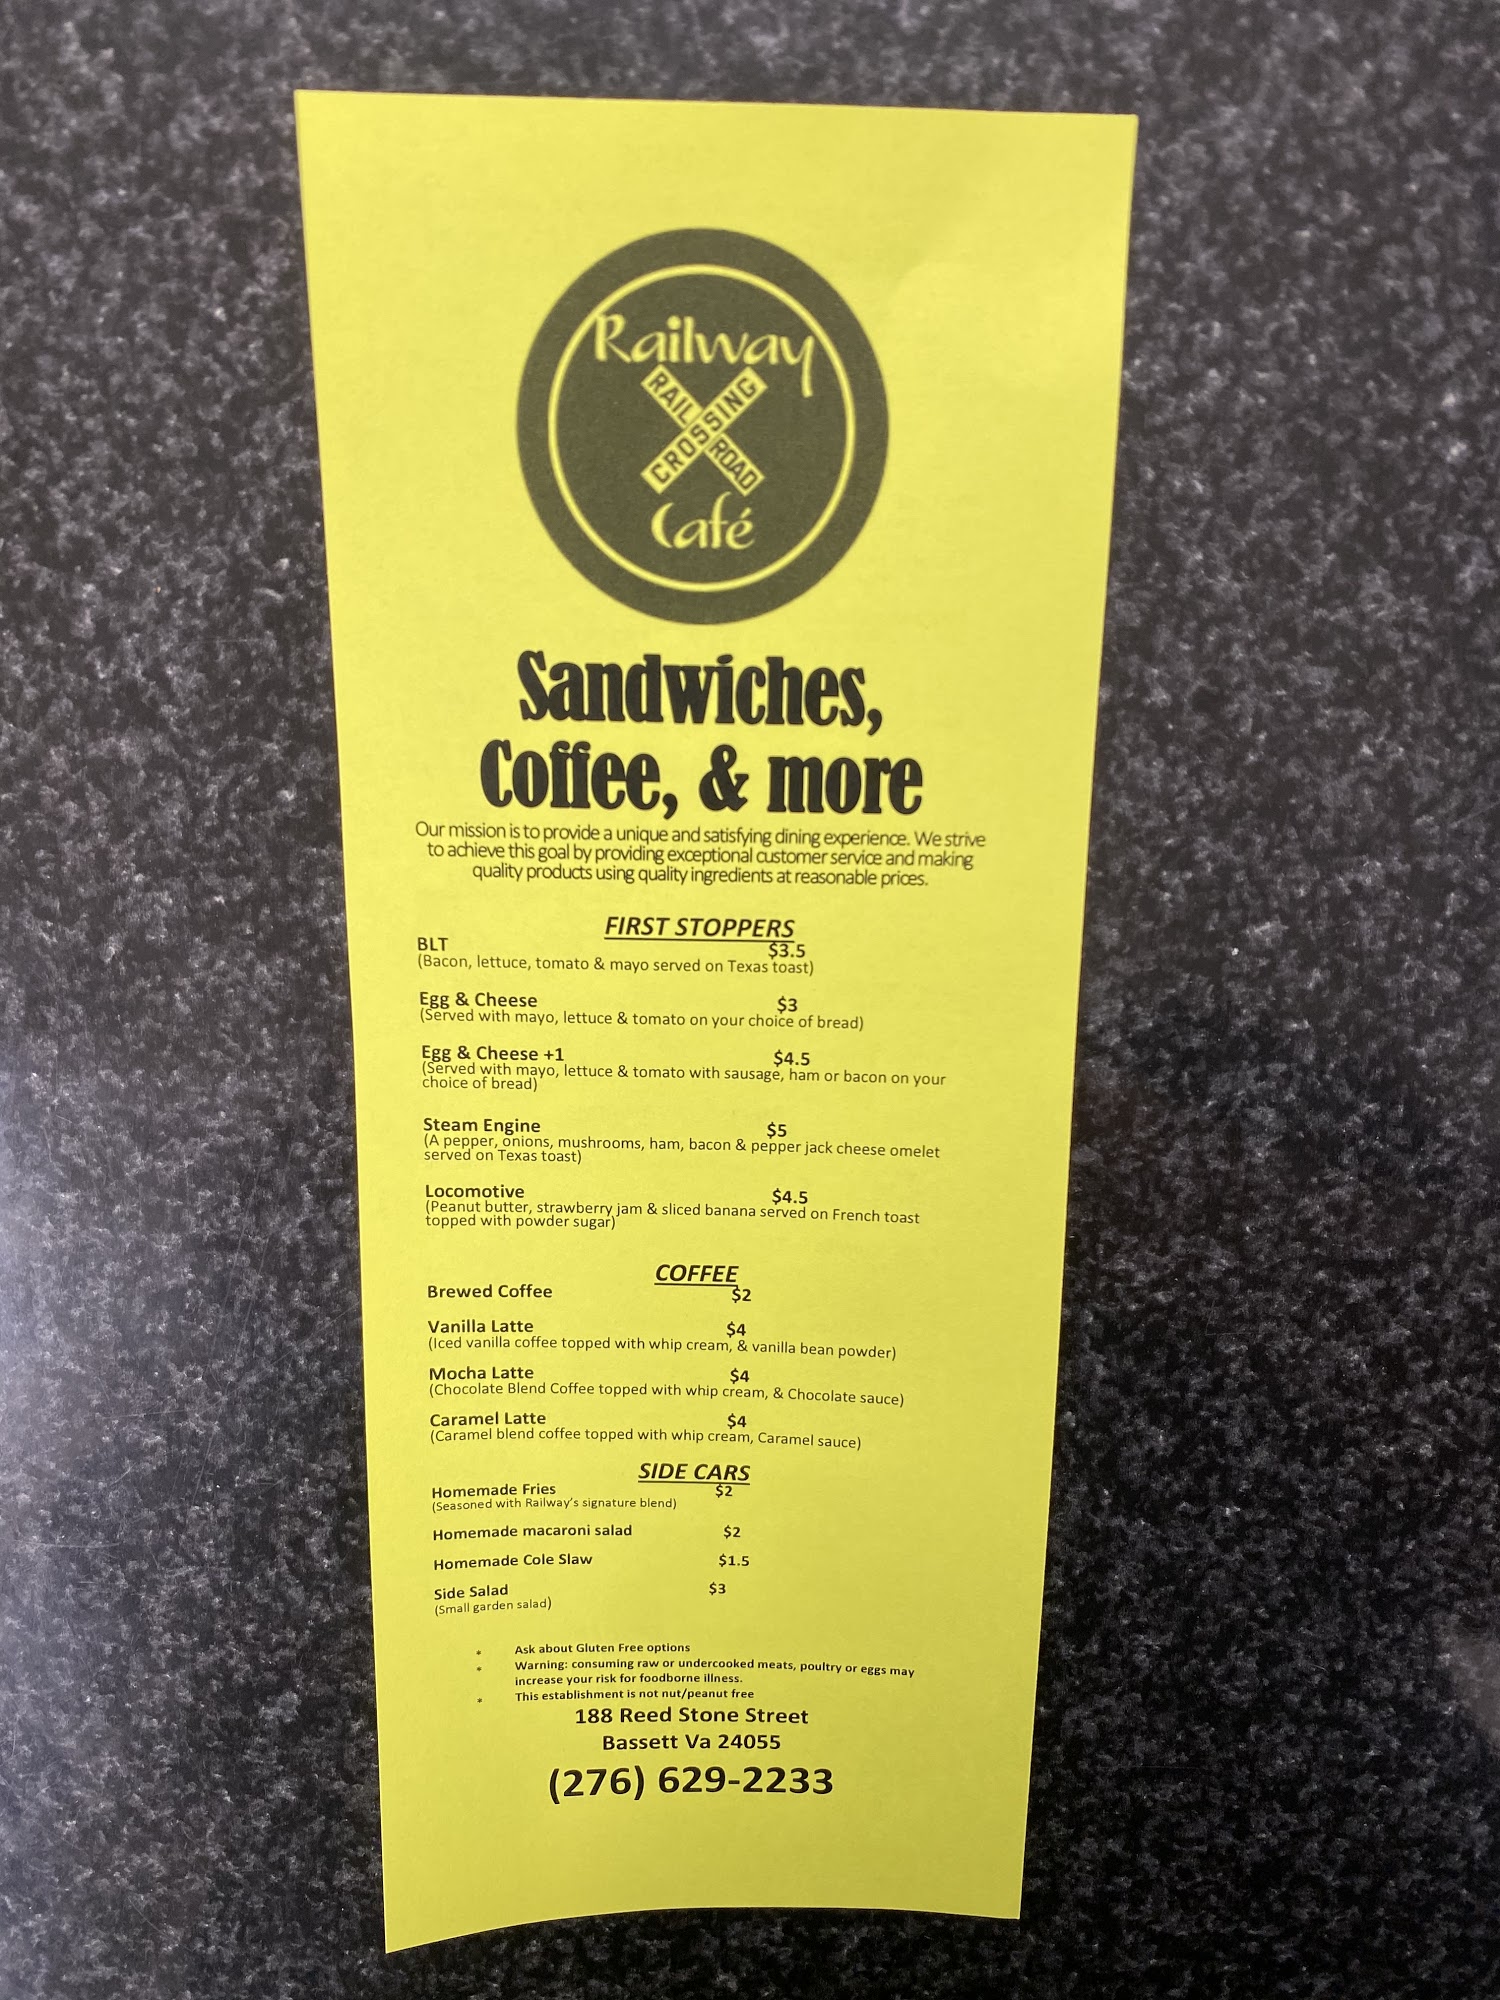 Railway
RAIL ROAD
CROSSING
Café
Sandwiches,
Coffee, & more
Our mission is to provide a unique and satisfying dining experience. We strive
to achieve this goal by providing exceptional customer service and making
quality products using quality ingredients at reasonable prices.
FIRST STOPPERS
BLT $3.5
(Bacon, lettuce, tomato & mayo served on Texas toast)
Egg & Cheese $3
(Served with mayo, lettuce & tomato on your choice of bread)
Egg & Cheese +1 $4.5
(Served with mayo, lettuce & tomato with sausage, ham or bacon on your
choice of bread)
Steam Engine $5
(A pepper, onions, mushrooms, ham, bacon & pepper jack cheese omelet
served on Texas toast)
Locomotive $4.5
(Peanut butter, strawberry jam & sliced banana served on French toast
topped with powder sugar)
COFFEE
Brewed Coffee $2
Vanilla Latte $4
(Iced vanilla coffee topped with whip cream, & vanilla bean powder)
Mocha Latte $4
(Chocolate Blend Coffee topped with whip cream, & Chocolate sauce)
Caramel Latte $4
(Caramel blend coffee topped with whip cream, Caramel sauce)
SIDE CARS
Homemade Fries $2
(Seasoned with Railway's signature blend)
Homemade macaroni salad $2
Homemade Cole Slaw $1.5
Side Salad $3
(Small garden salad)
* Ask about Gluten Free options
* Warning: consuming raw or undercooked meats, poultry or eggs may
increase your risk for foodborne illness.
* This establishment is not nut/peanut free
188 Reed Stone Street
Bassett Va 24055
(276) 629-2233